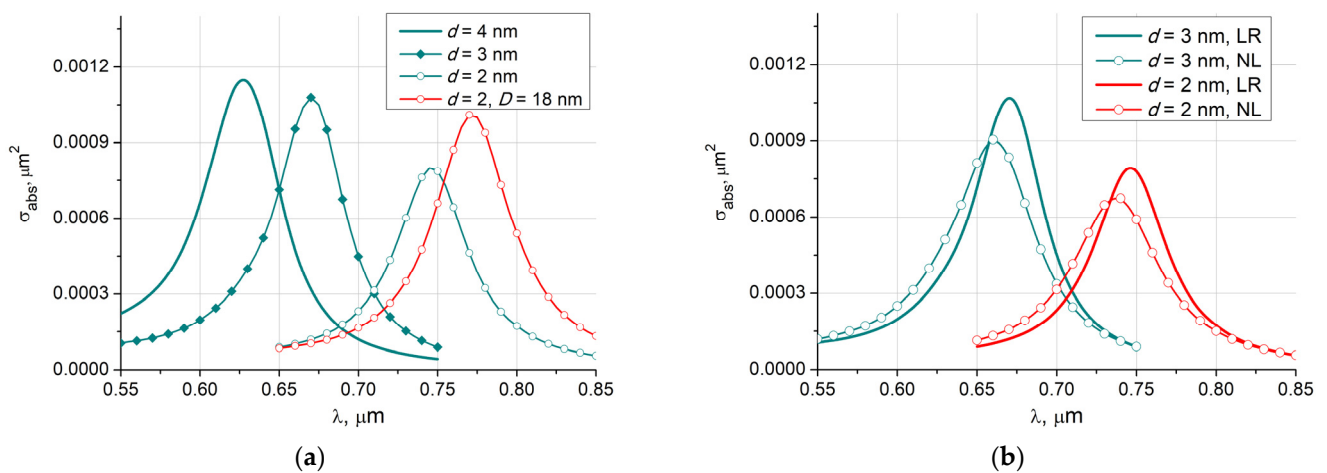 d = 4 nm
d = 3 nm
d = 2 nm
d = 2, D = 18 nm
0.0012
0.0009
0.0006
0.0003
0.0000
σabs, μm²
0.55 0.60 0.65 0.70 0.75 0.80 0.85
λ, μm
(a)
d = 3 nm, LR
d = 3 nm, NL
d = 2 nm, LR
d = 2 nm, NL
0.0012
0.0009
0.0006
0.0003
0.0000
σabs, μm²
0.55 0.60 0.65 0.70 0.75 0.80 0.85
λ, μm
(b)